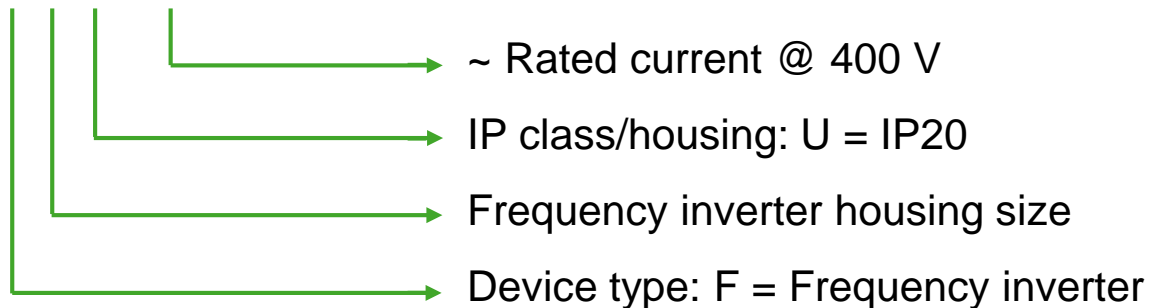 ~ Rated current @ 400 V
IP class/housing: U = IP20
Frequency inverter housing size
Device type: F = Frequency inverter